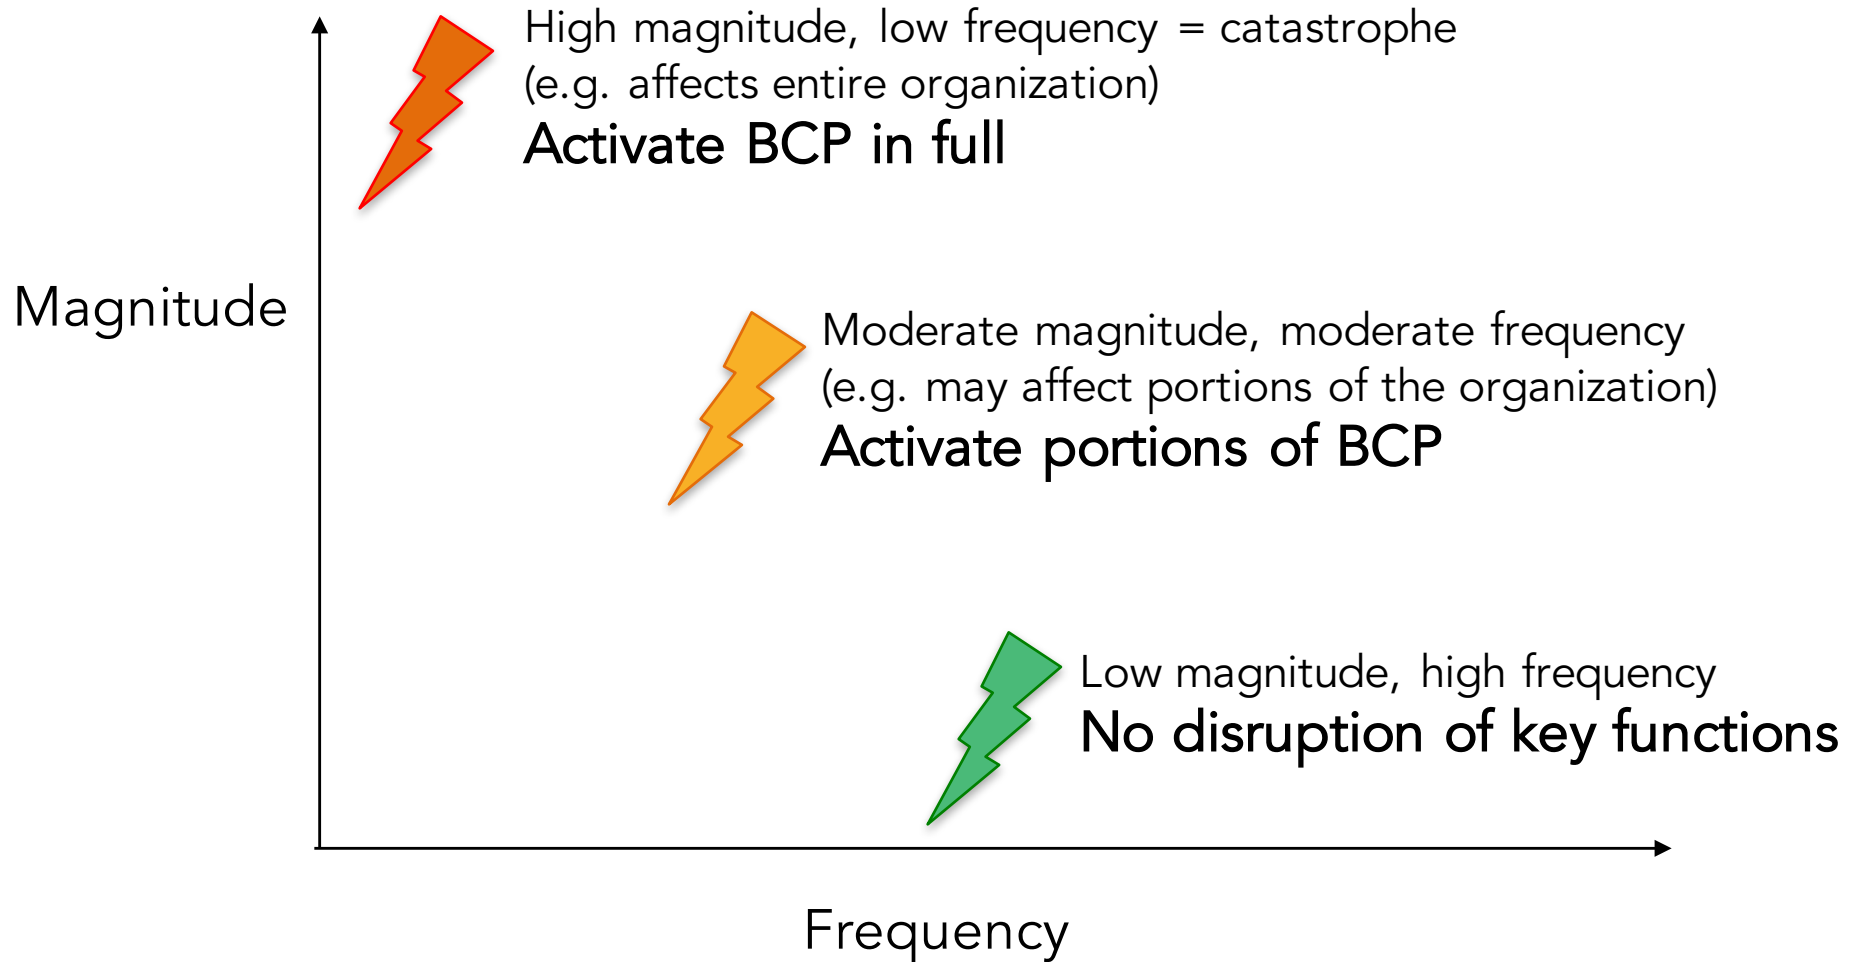 High magnitude, low frequency = catastrophe
(e.g. affects entire organization)
Activate BCP in full
Magnitude
Moderate magnitude, moderate frequency
(e.g. may affect portions of the organization)
Activate portions of BCP
Low magnitude, high frequency
No disruption of key functions
Frequency